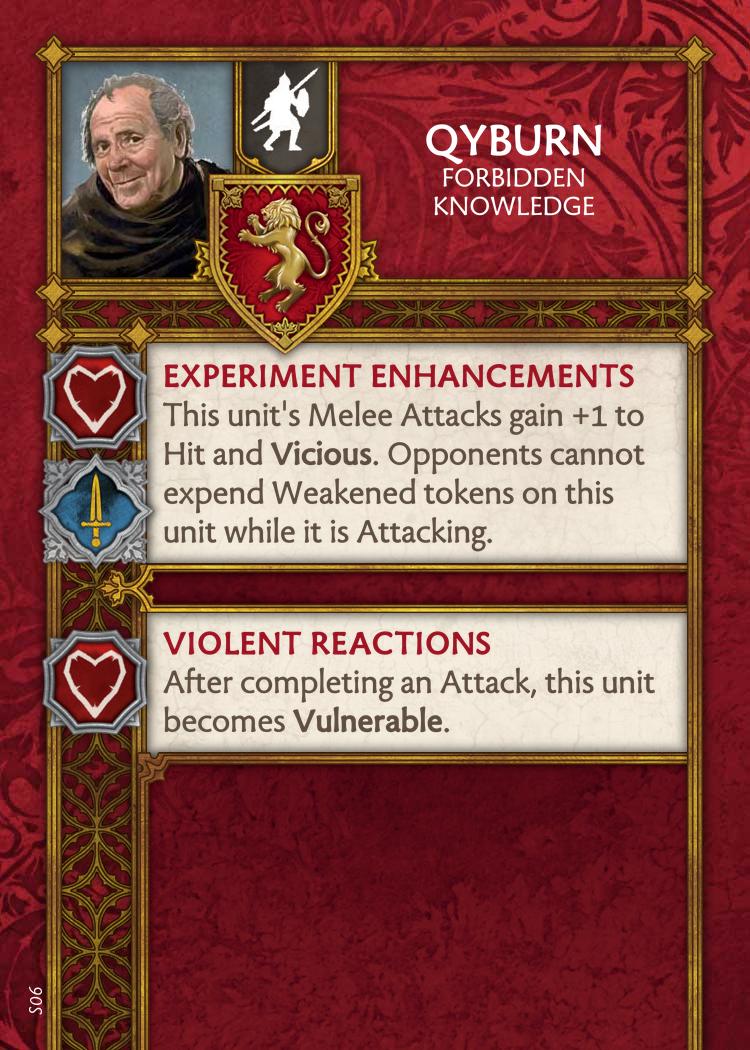 QYBURN
FORBIDDEN
KNOWLEDGE
EXPERIMENT ENHANCEMENTS
This unit's Melee Attacks gain +1 to
Hit and Vicious. Opponents cannot
expend Weakened tokens on this
unit while it is Attacking.
VIOLENT REACTIONS
After completing an Attack, this unit
becomes Vulnerable.
S06